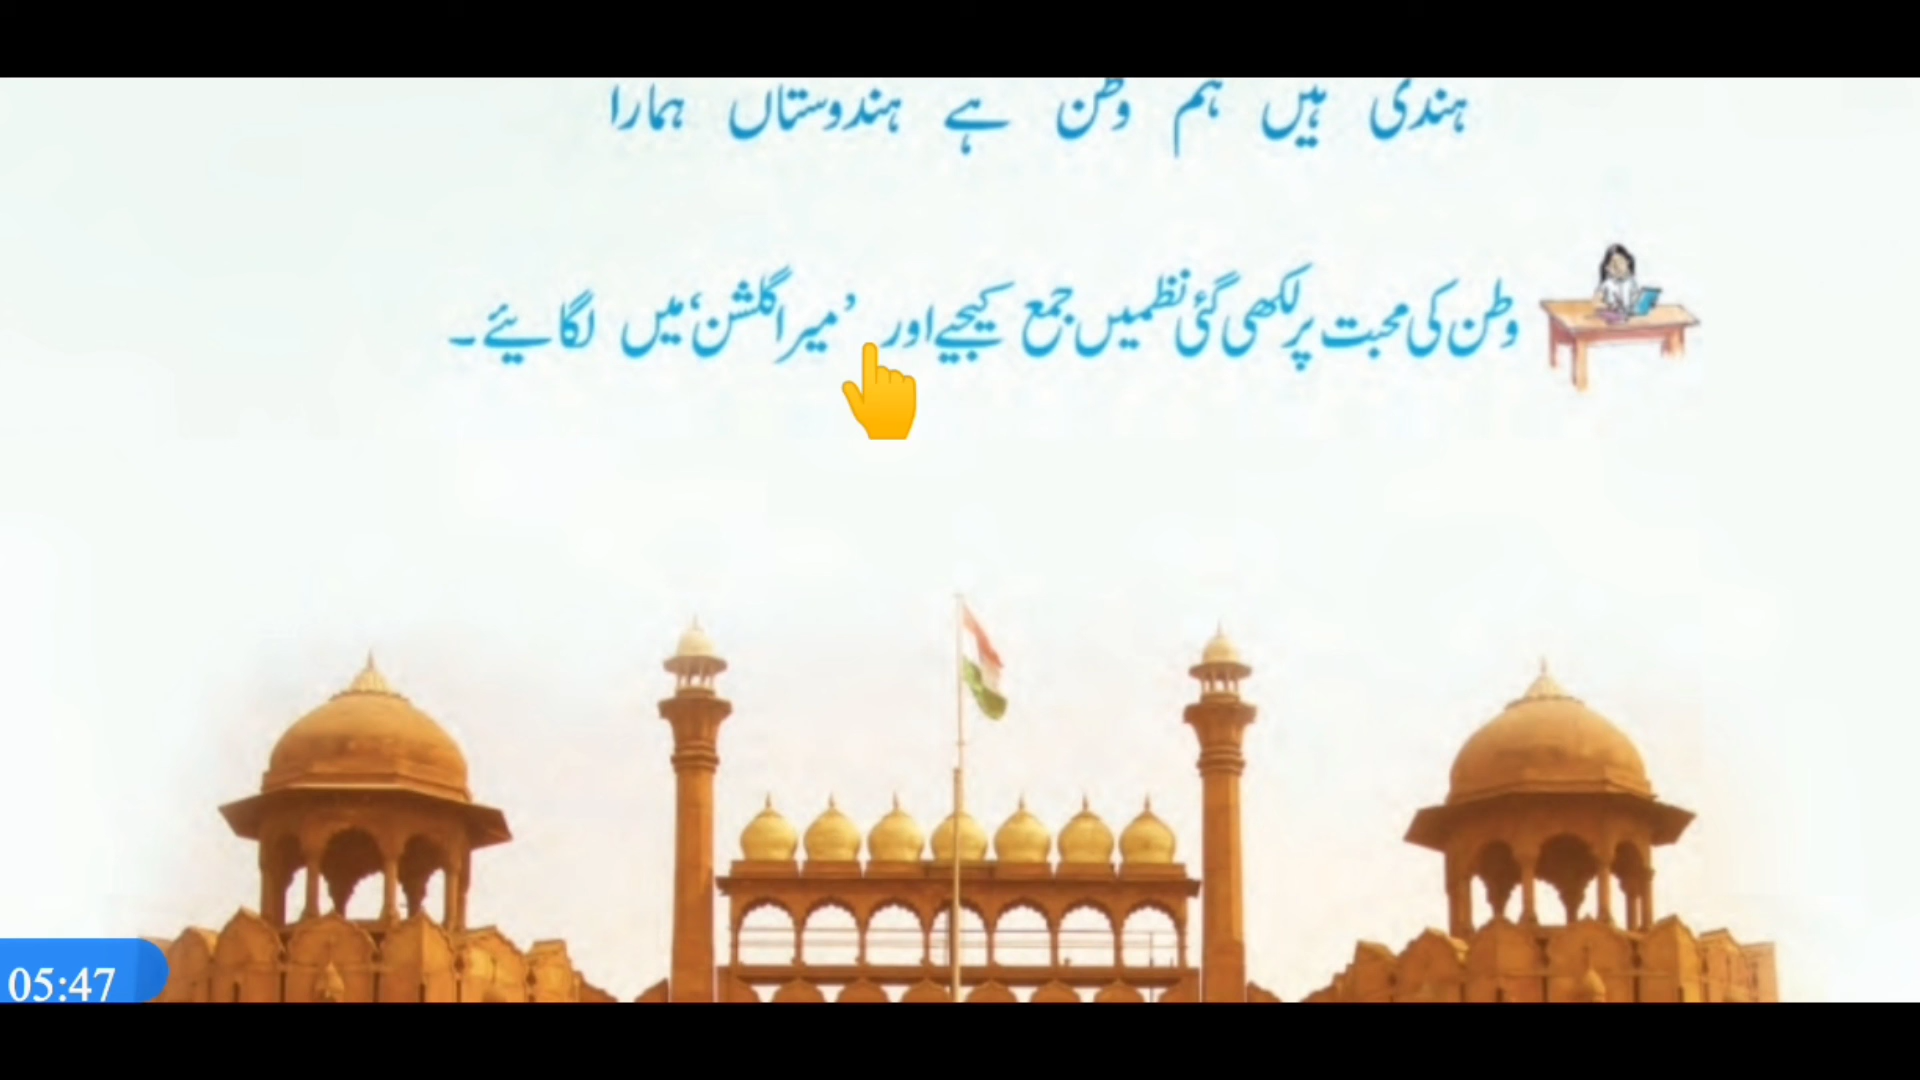 ہندی ہیں ہم وطن ہے ہندوستاں ہمارا
وطن کی محبت پر لکھی گئی نظمیں جمع کیجیے اور ’میرا گلشن‘ میں لگائیے۔
05:47